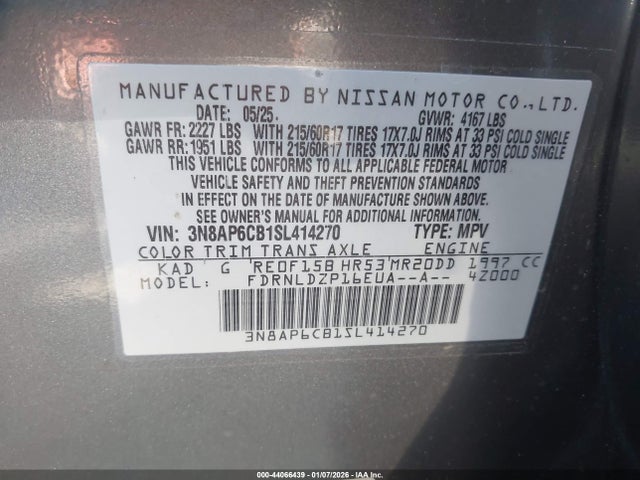 MANUFACTURED BY NISSAN MOTOR CO., LTD.
DATE: 05/25. GVWR: 4167 LBS
GAWR FR: 2227 LBS WITH 215/60R17 TIRES 17X7.0J RIMS AT 33 PSI COLD SINGLE
GAWR RR: 1951 LBS WITH 215/60R17 TIRES 17X7.0J RIMS AT 33 PSI COLD SINGLE
THIS VEHICLE CONFORMS TO ALL APPLICABLE FEDERAL MOTOR
VEHICLE SAFETY AND THEFT PREVENTION STANDARDS
IN EFFECT ON THE DATE OF MANUFACTURE SHOWN ABOVE.
SEE OWNER'S MANUAL FOR ADDITIONAL INFORMATION
VIN: 3N8AP6CB1SL414270 TYPE: MPV
COLOR TRIM TRANS AXLE ENGINE
KAD G RE0F15B HR53 MR20DD 1997 CC
FDRNLDZP16EUA--A-- 4Z000
3N8AP6CB1SL414270
000-44066439 - 01/07/2026 - IAA Inc.